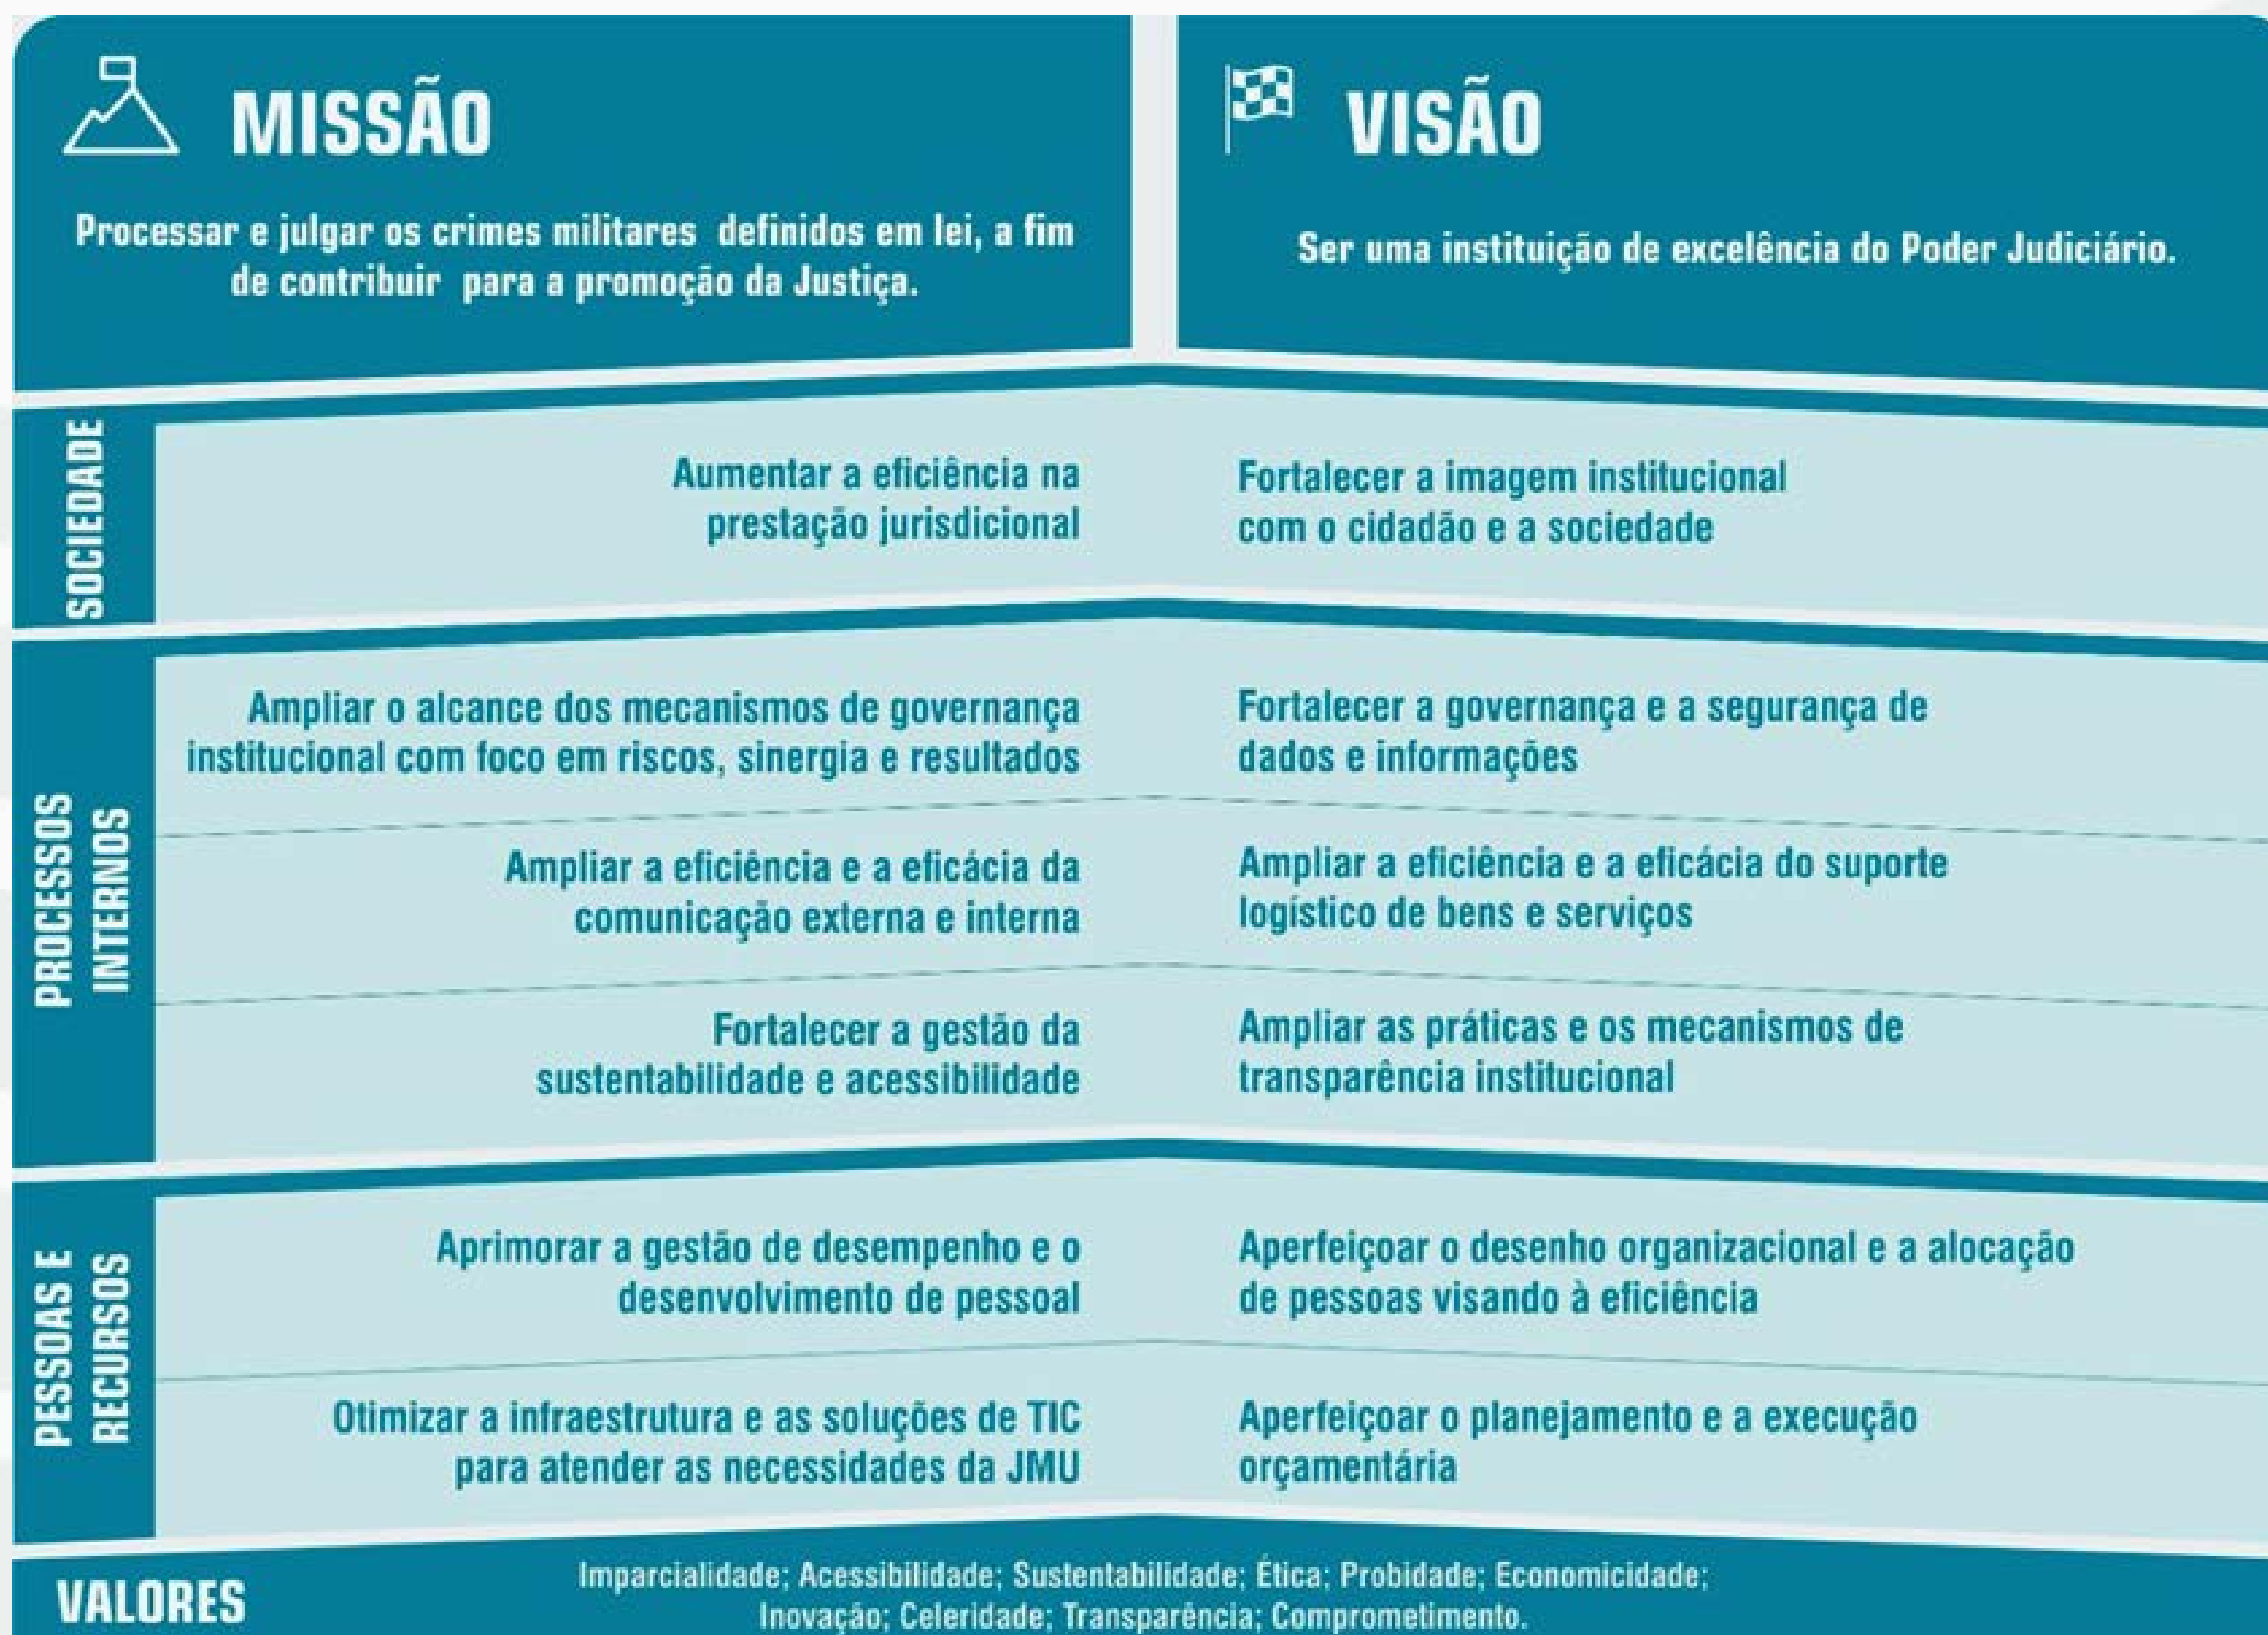 MISSÃO
Processar e julgar os crimes militares definidos em lei, a fim
de contribuir para a promoção da Justiça.
VISÃO
Ser uma instituição de excelência do Poder Judiciário.
SOCIEDADE
Aumentar a eficiência na
prestação jurisdicional
Fortalecer a imagem institucional
com o cidadão e a sociedade
PROCESSOS
INTERNOS
Ampliar o alcance dos mecanismos de governança
institucional com foco em riscos, sinergia e resultados
Fortalecer a governança e a segurança de
dados e informações
Ampliar a eficiência e a eficácia da
comunicação externa e interna
Ampliar a eficiência e a eficácia do suporte
logístico de bens e serviços
Fortalecer a gestão da
sustentabilidade e acessibilidade
Ampliar as práticas e os mecanismos de
transparência institucional
PESSOAS E
RECURSOS
Aprimorar a gestão de desempenho e o
desenvolvimento de pessoal
Aperfeiçoar o desenho organizacional e a alocação
de pessoas visando à eficiência
Otimizar a infraestrutura e as soluções de TIC
para atender as necessidades da JMU
Aperfeiçoar o planejamento e a execução
orçamentária
VALORES
Imparcialidade; Acessibilidade; Sustentabilidade; Ética; Probidade; Economicidade;
Inovação; Celeridade; Transparência; Comprometimento.